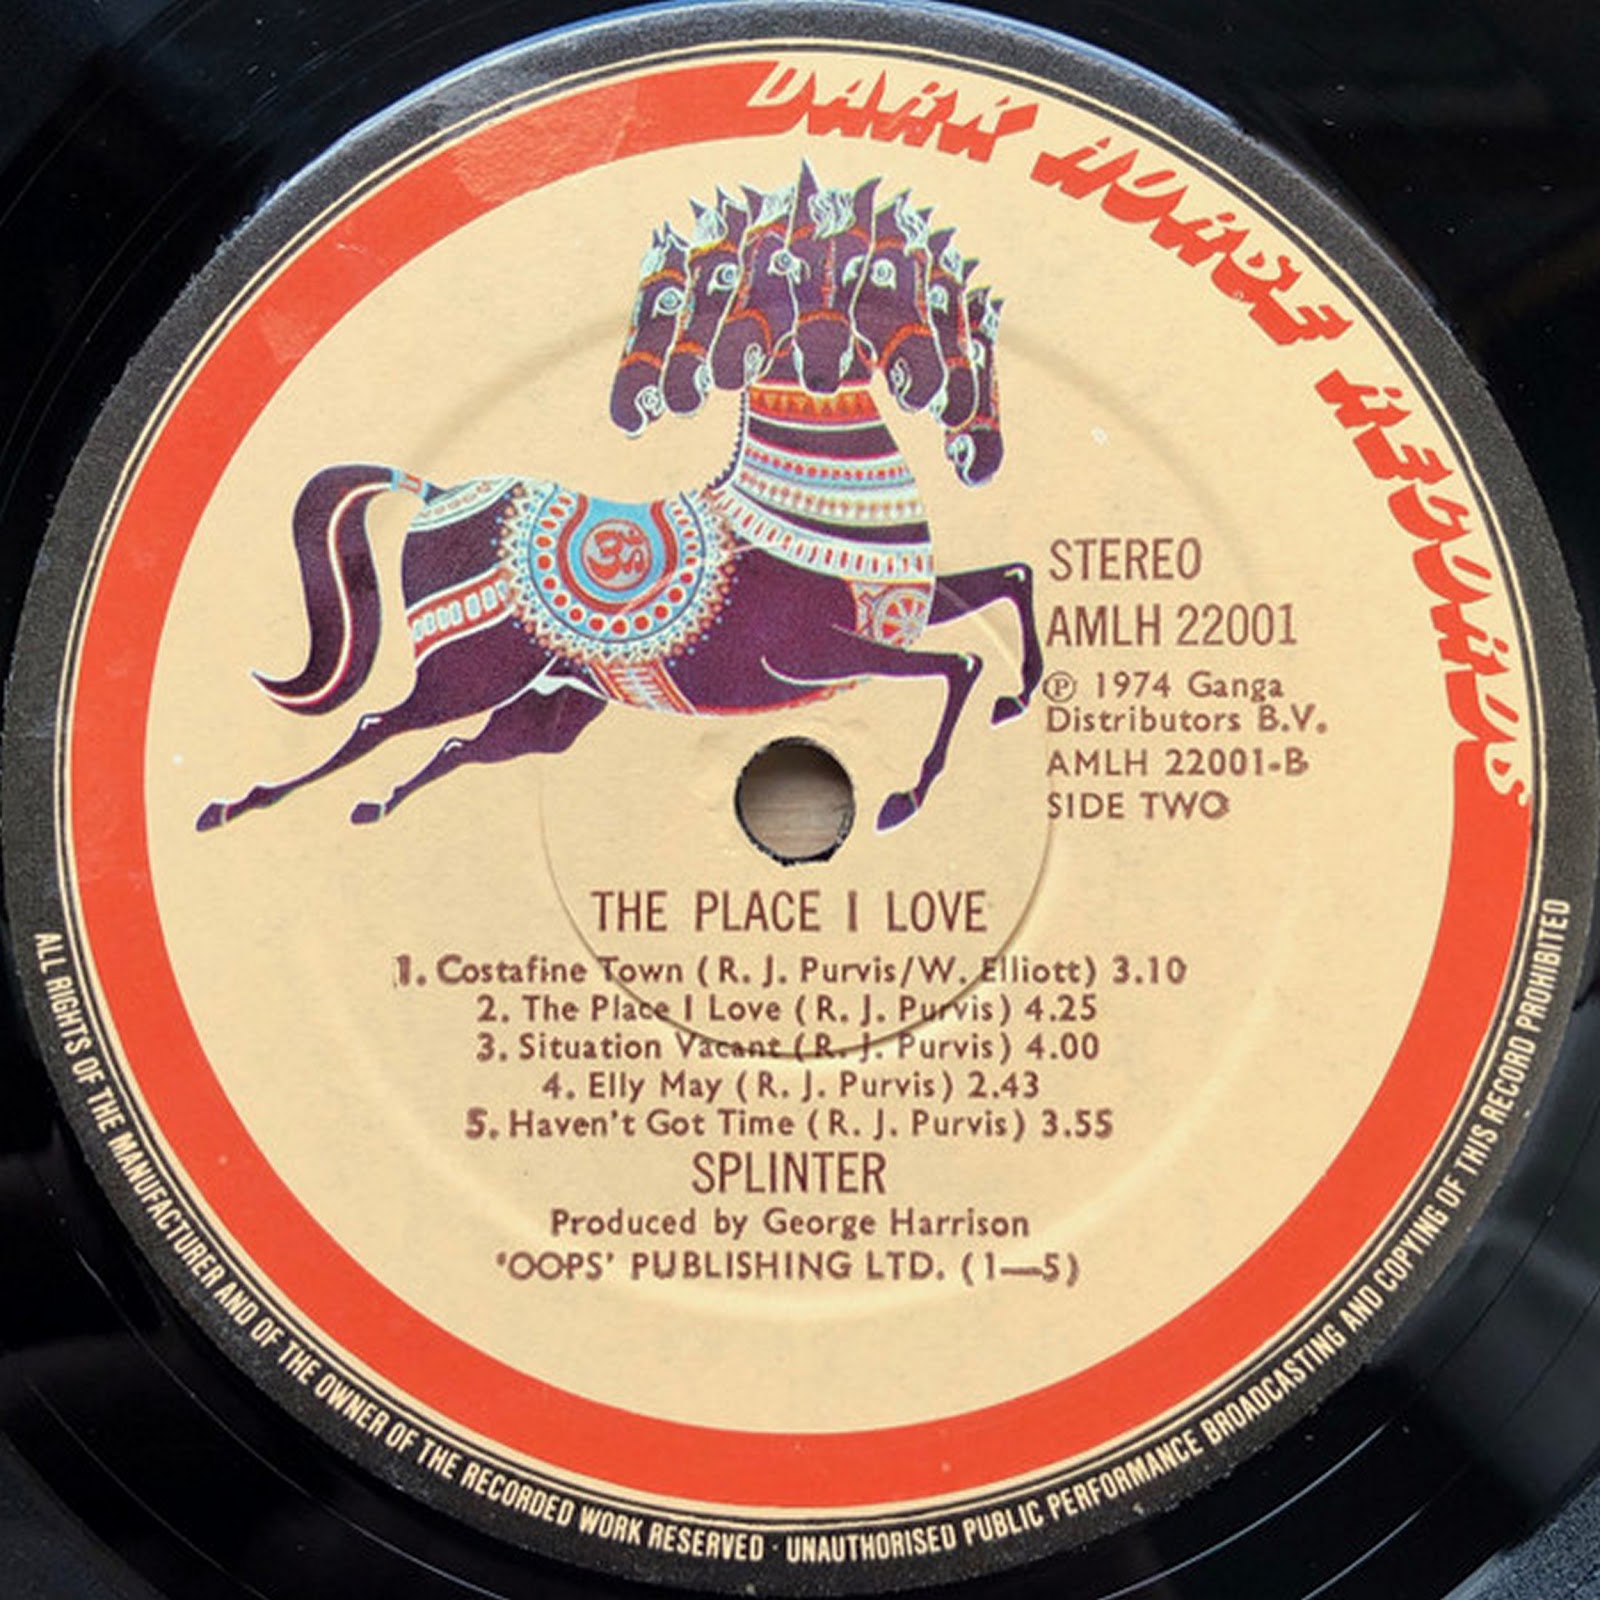 DARK HORSE RECORDS
ॐ
STEREO
AMLH 22001
Ⓟ 1974 Ganga
Distributors B.V.
AMLH 22001-B
SIDE TWO
THE PLACE I LOVE
1. Costafine Town (R. J. Purvis/W. Elliott) 3.10
2. The Place I Love (R. J. Purvis) 4.25
3. Situation Vacant (R. J. Purvis) 4.00
4. Elly May (R. J. Purvis) 2.43
5. Haven't Got Time (R. J. Purvis) 3.55
SPLINTER
Produced by George Harrison
'OOPS' PUBLISHING LTD. (1—5)
ALL RIGHTS OF THE MANUFACTURER AND OF THE OWNER OF THE RECORDED WORK RESERVED · UNAUTHORISED PUBLIC PERFORMANCE BROADCASTING AND COPYING OF THIS RECORD PROHIBITED